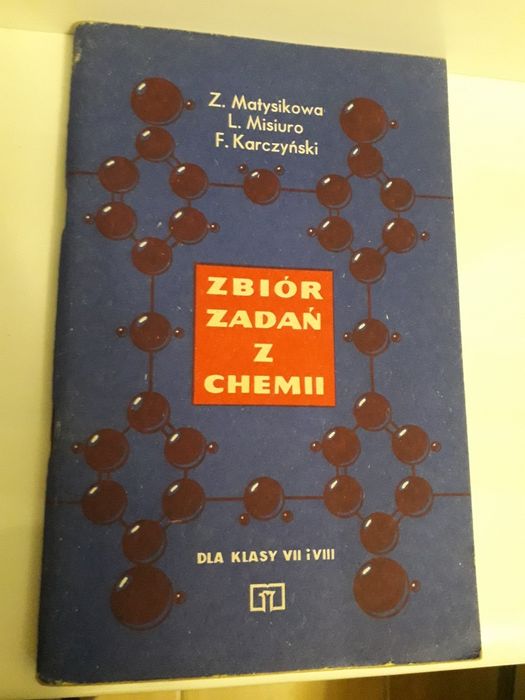 Z. Matysikowa
L. Misiuro
F. Karczyński
ZBIÓR
ZADAŃ
Z
CHEMII
DLA KLASY VII i VIII